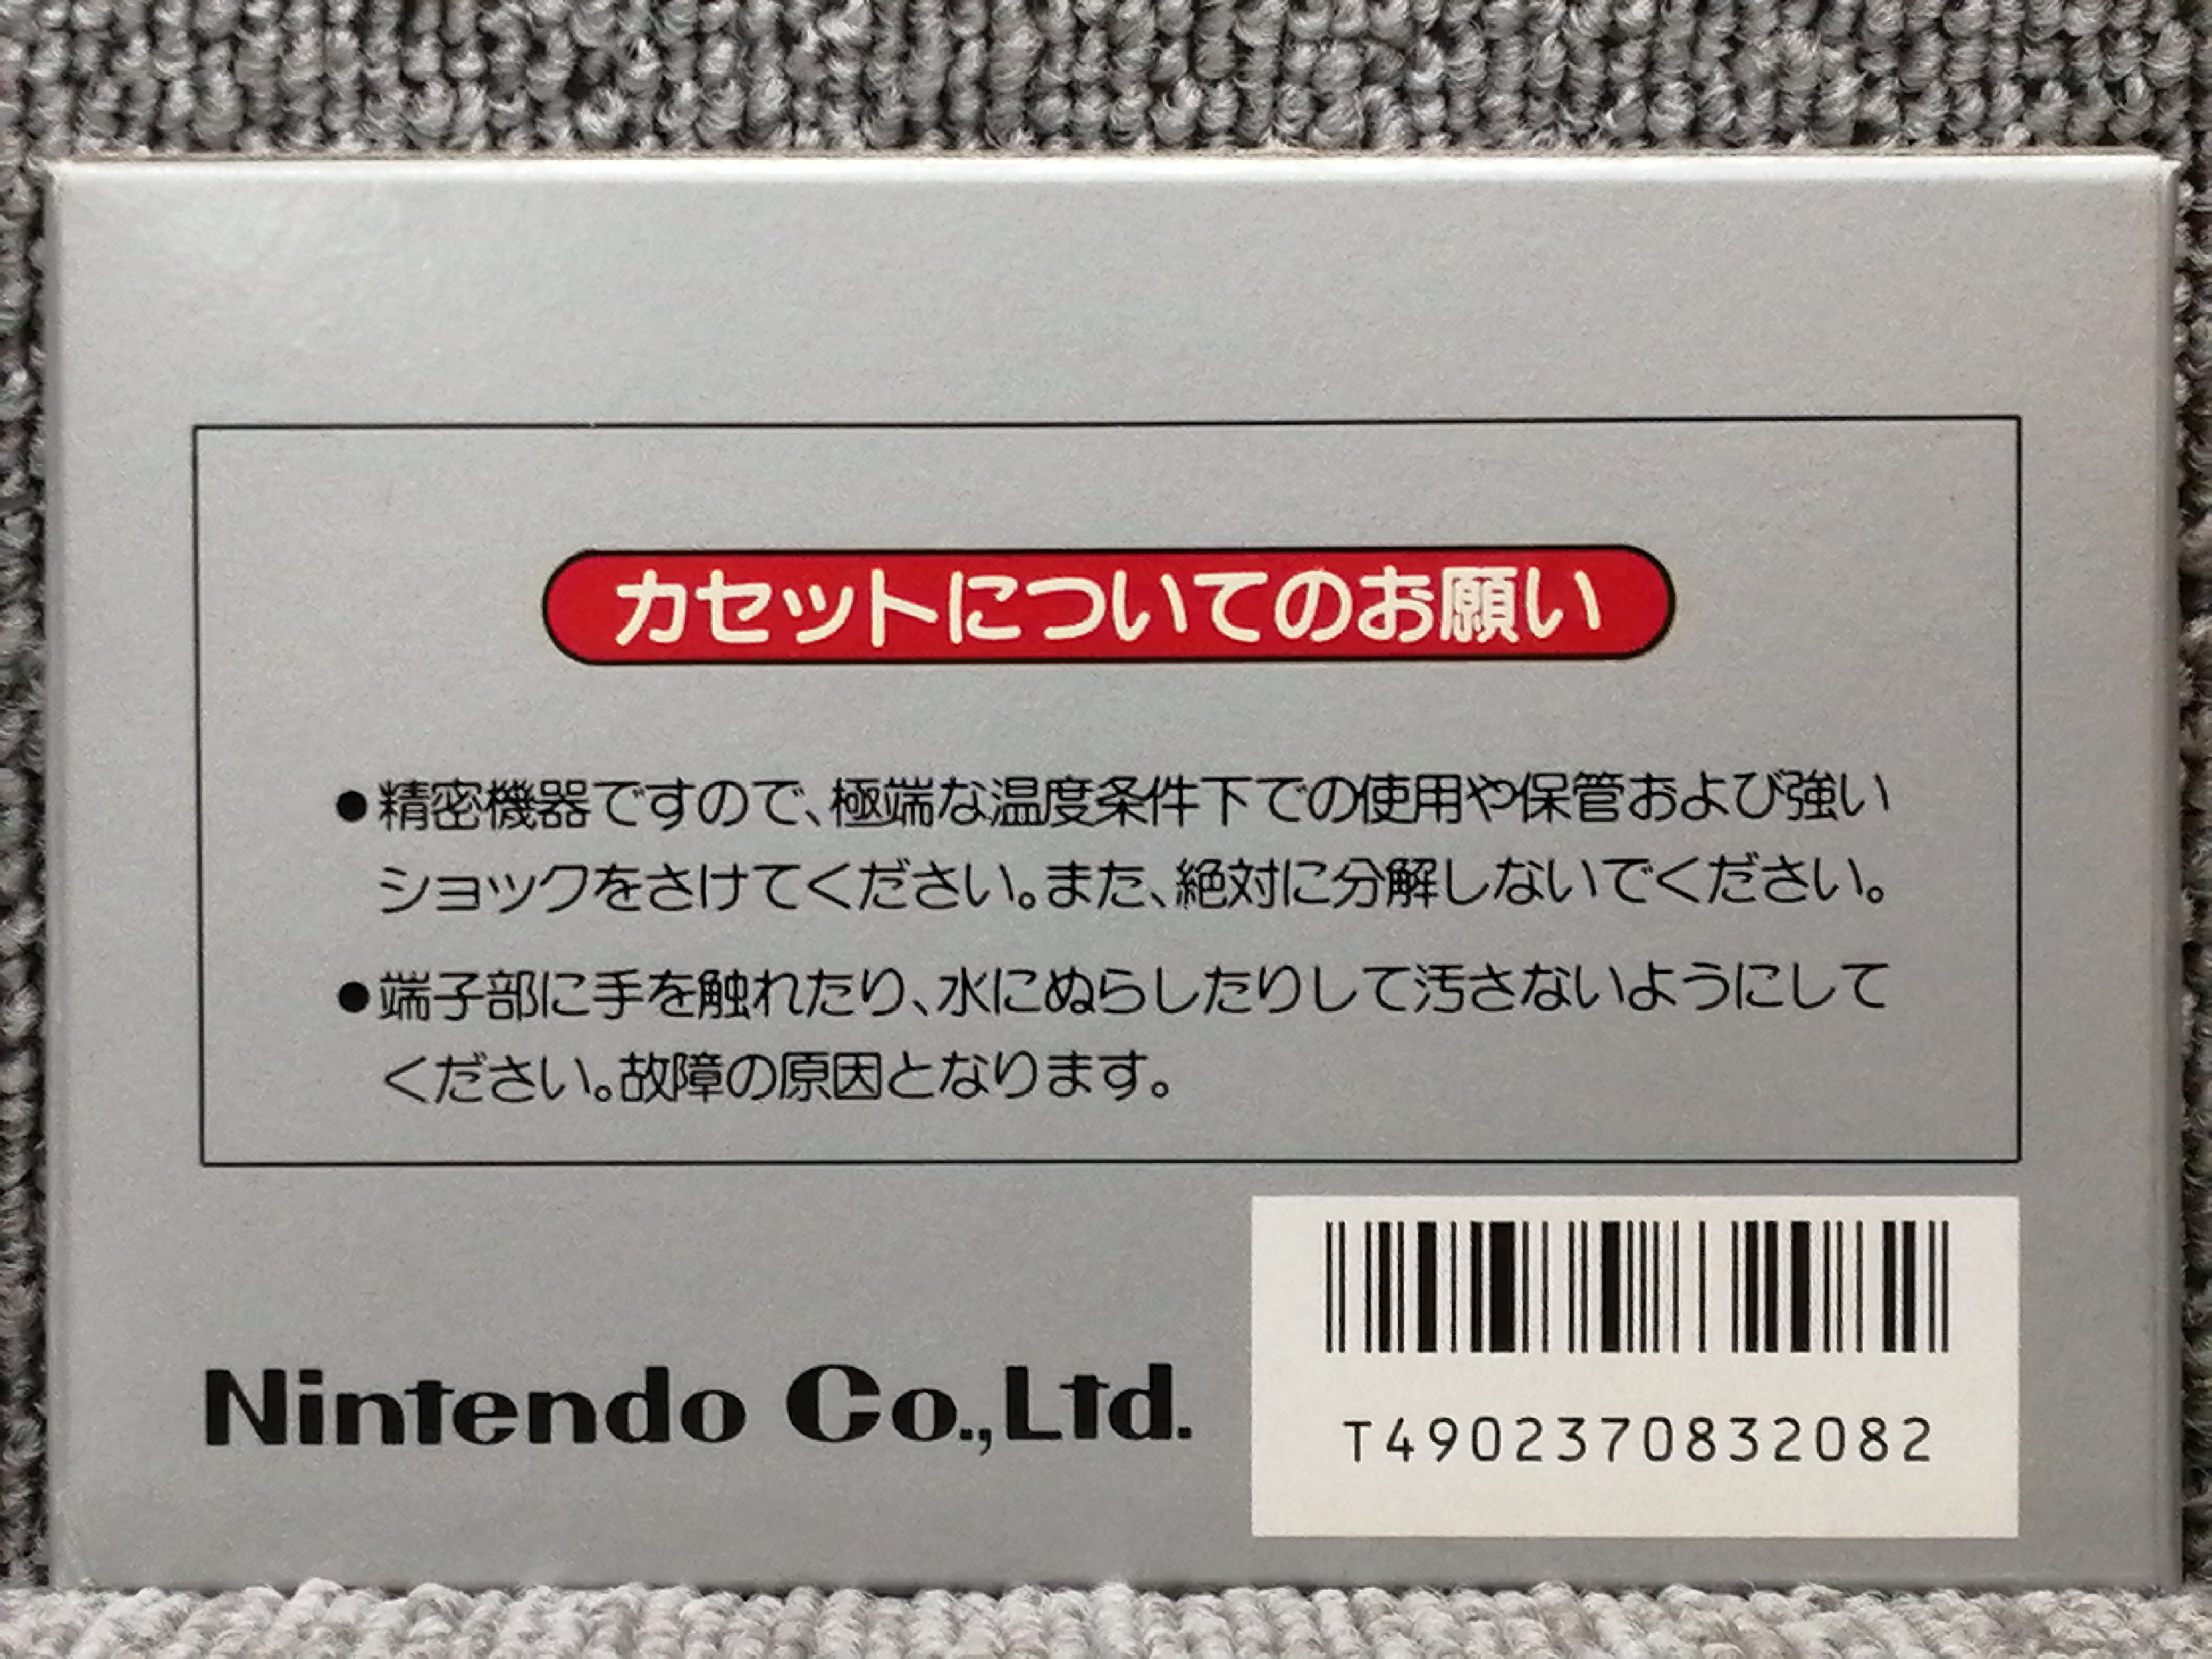 カセットについてのお願い
●精密機器ですので、極端な温度条件下での使用や保管および強い
ショックをさけてください。また、絶対に分解しないでください。
●端子部に手を触れたり、水にぬらしたりして汚さないようにして
ください。故障の原因となります。
Nintendo Co.,Ltd.
T4902370832082